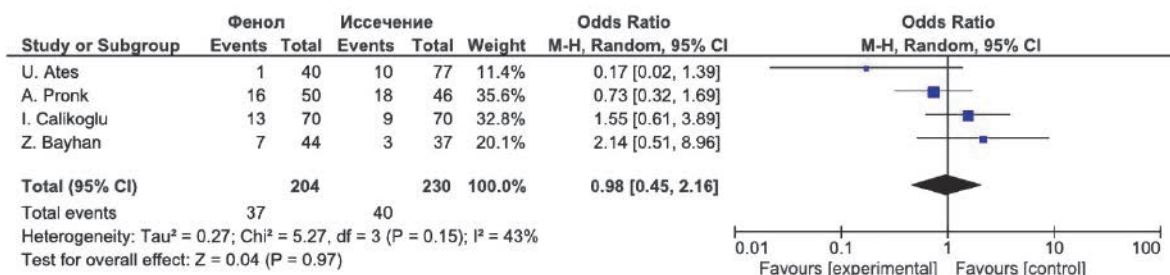 Фенол Иссечение Odds Ratio Odds Ratio
Study or Subgroup Events Total Events Total Weight M-H, Random, 95% CI M-H, Random, 95% CI
U. Ates 1 40 10 77 11.4% 0.17 [0.02, 1.39]
A. Pronk 16 50 18 46 35.6% 0.73 [0.32, 1.69]
I. Calikoglu 13 70 9 70 32.8% 1.55 [0.61, 3.89]
Z. Bayhan 7 44 3 37 20.1% 2.14 [0.51, 8.96]
Total (95% CI) 204 230 100.0% 0.98 [0.45, 2.16]
Total events 37 40
Heterogeneity: Tau² = 0.27; Chi² = 5.27, df = 3 (P = 0.15); I² = 43%
Test for overall effect: Z = 0.04 (P = 0.97)
0.01 0.1 1 10 100
Favours [experimental] Favours [control]